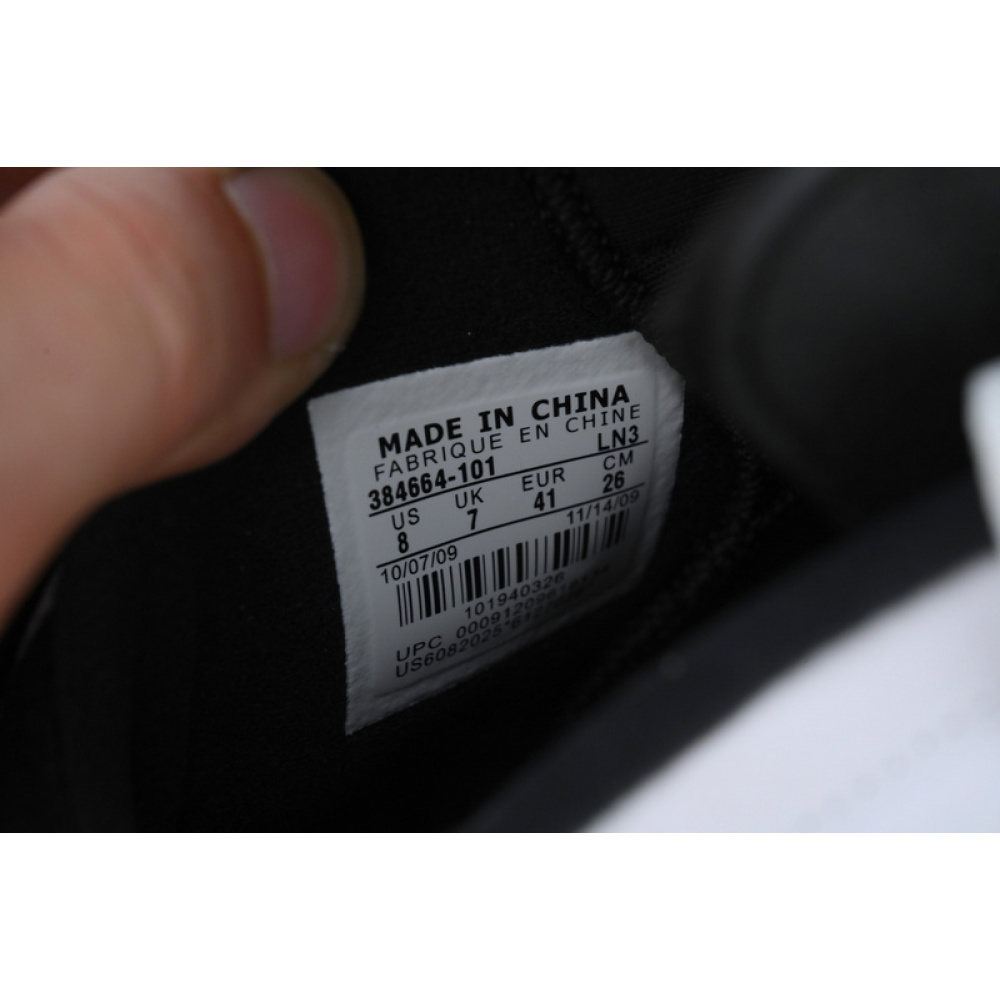 MADE IN CHINA
FABRIQUE EN CHINE
384664-101 LN3
US UK EUR CM
8 7 41 26
10/07/09 11/14/09
101940326
UPC